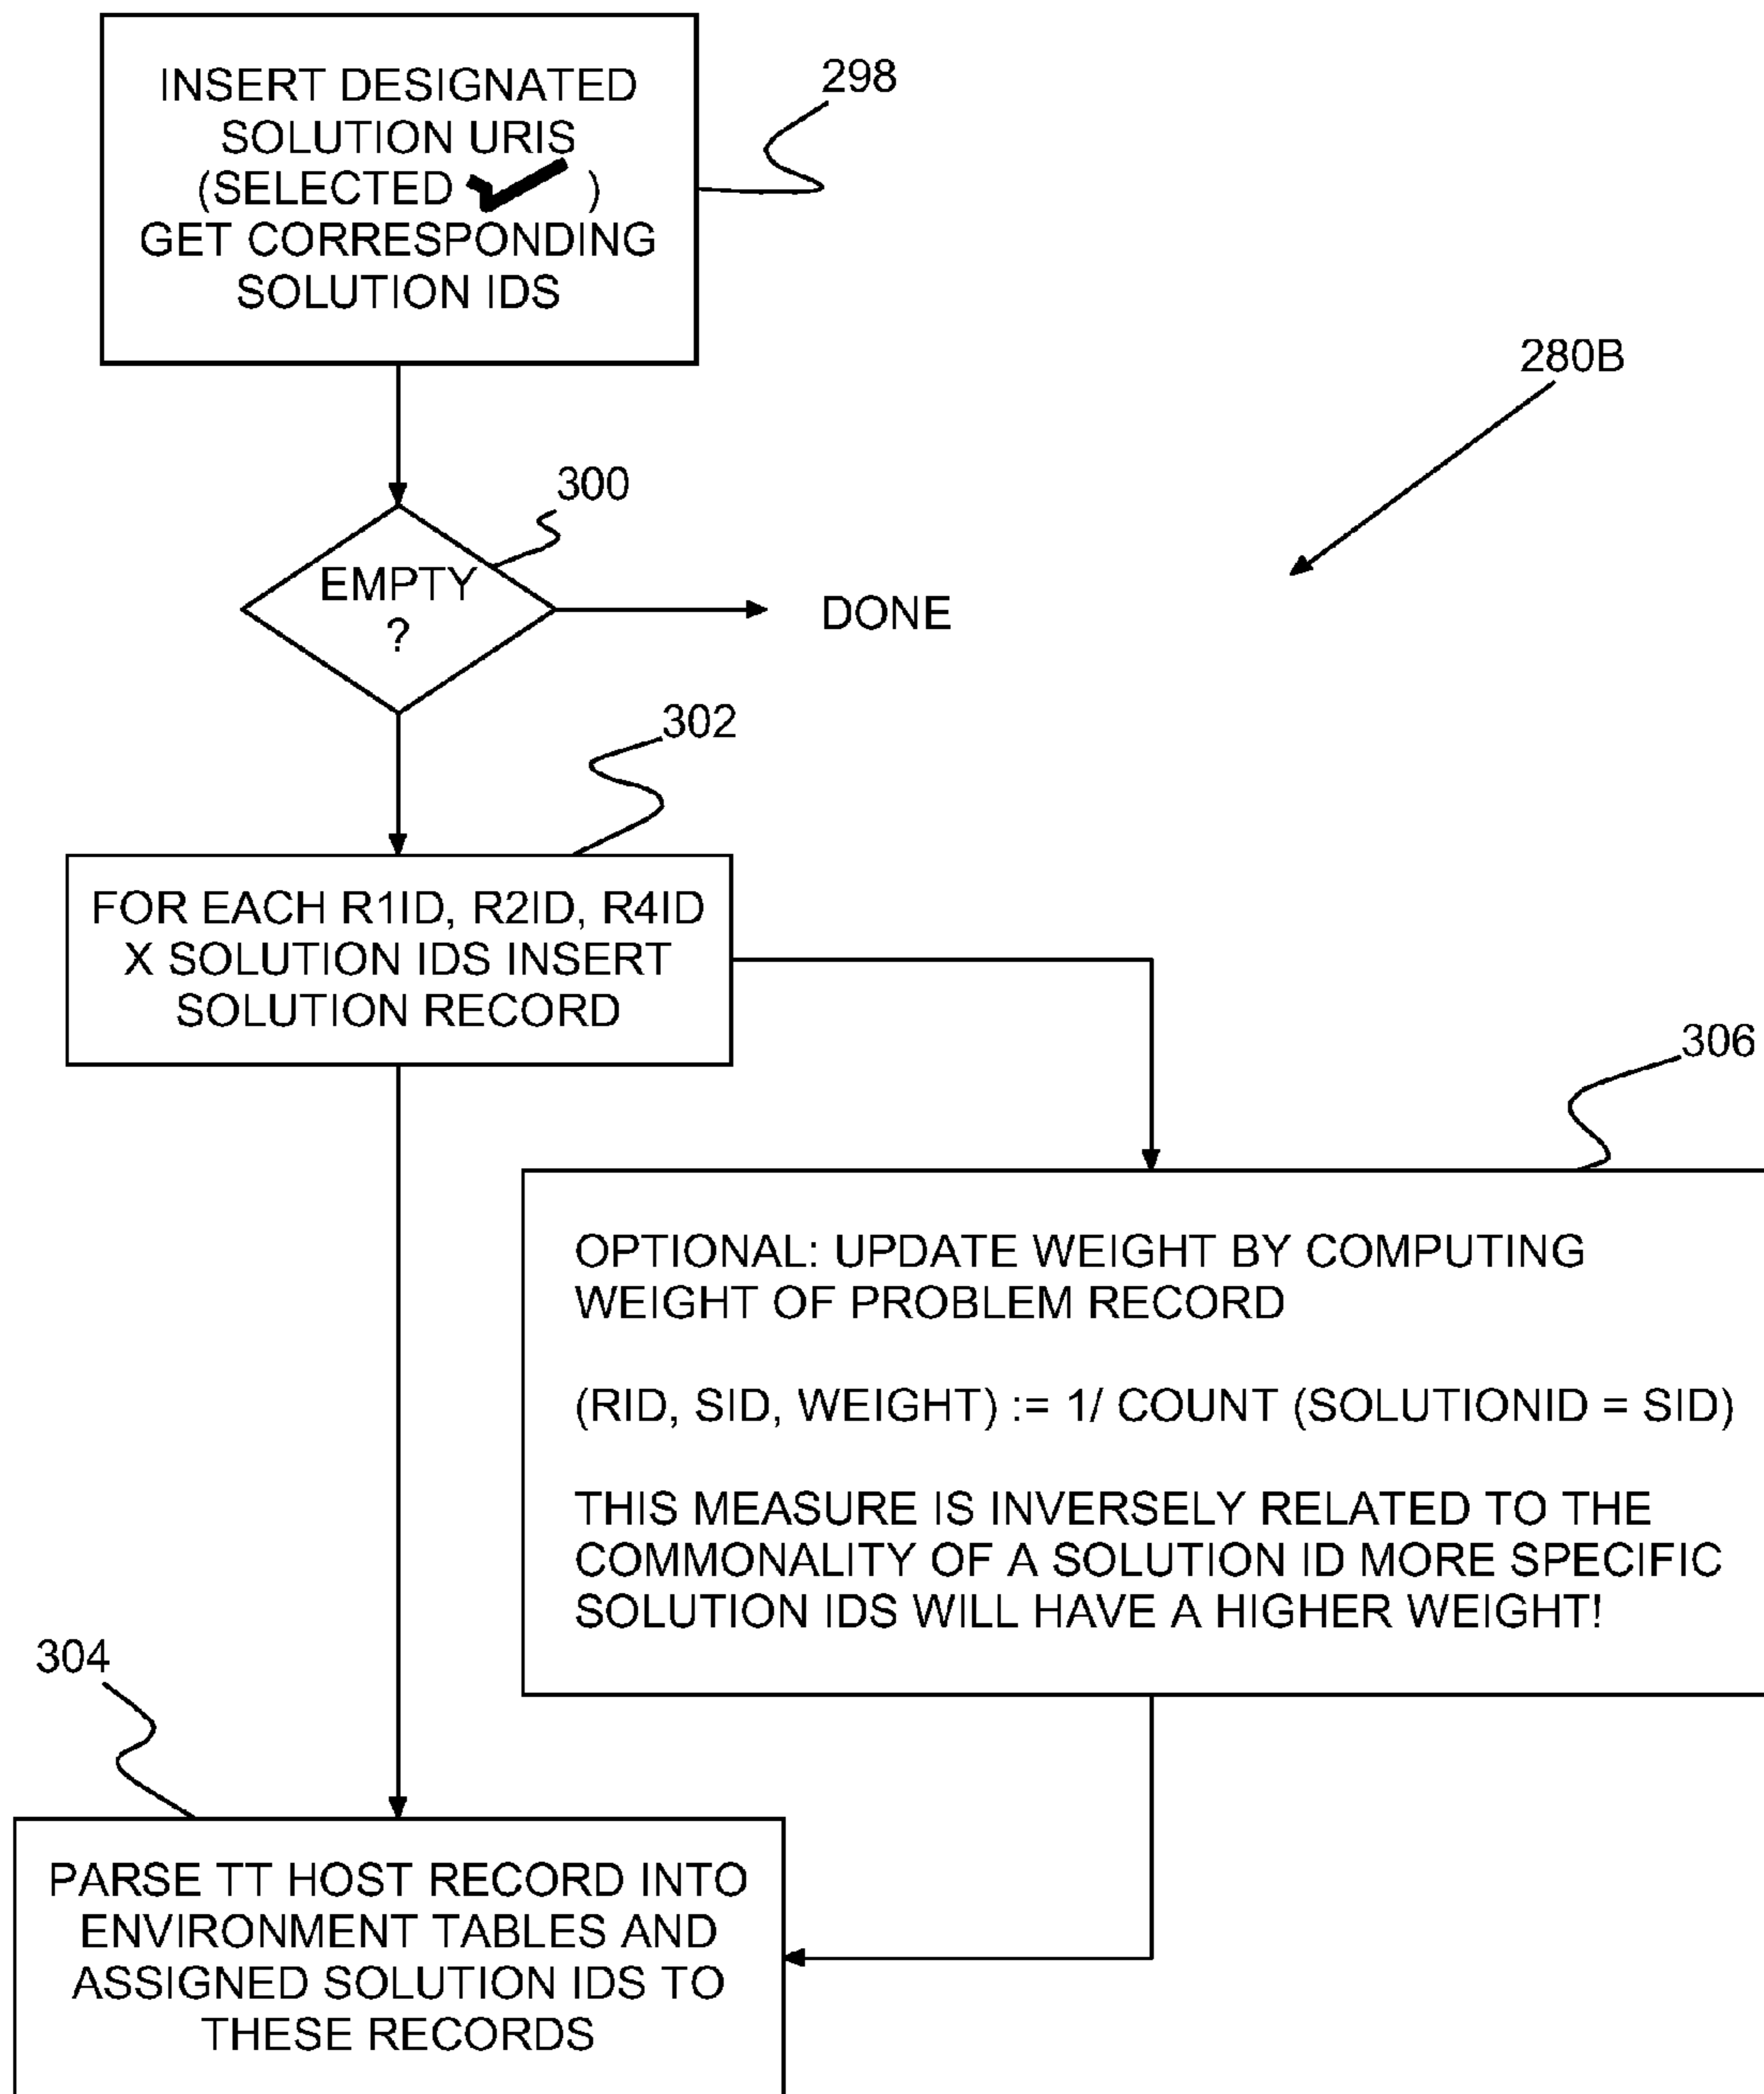 INSERT DESIGNATED
SOLUTION URIS
(SELECTED ✓ )
GET CORRESPONDING
SOLUTION IDS
298
280B
300
EMPTY
?
DONE
302
FOR EACH R1ID, R2ID, R4ID
X SOLUTION IDS INSERT
SOLUTION RECORD
306
OPTIONAL: UPDATE WEIGHT BY COMPUTING
WEIGHT OF PROBLEM RECORD
(RID, SID, WEIGHT) := 1/ COUNT (SOLUTIONID = SID)
THIS MEASURE IS INVERSELY RELATED TO THE
COMMONALITY OF A SOLUTION ID MORE SPECIFIC
SOLUTION IDS WILL HAVE A HIGHER WEIGHT!
304
PARSE TT HOST RECORD INTO
ENVIRONMENT TABLES AND
ASSIGNED SOLUTION IDS TO
THESE RECORDS